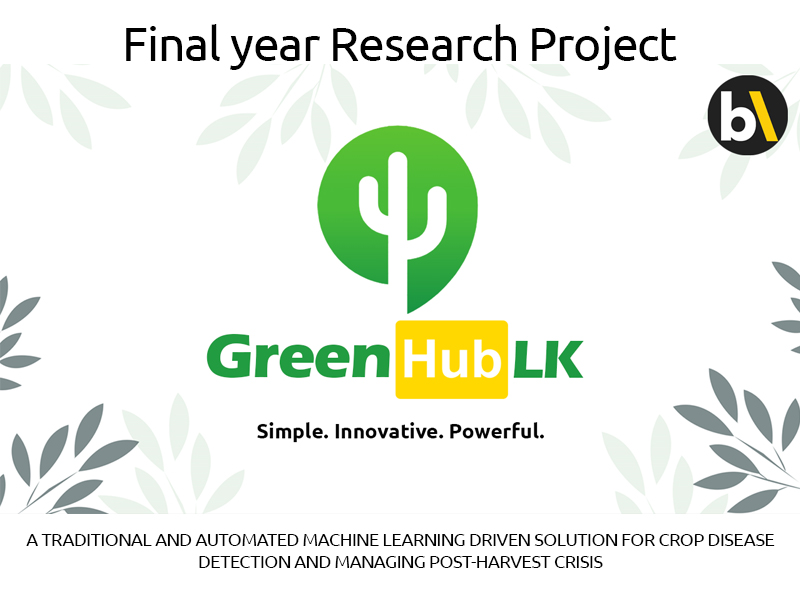 Final year Research Project
b\
Green Hub LK
Simple. Innovative. Powerful.
A TRADITIONAL AND AUTOMATED MACHINE LEARNING DRIVEN SOLUTION FOR CROP DISEASE
DETECTION AND MANAGING POST-HARVEST CRISIS